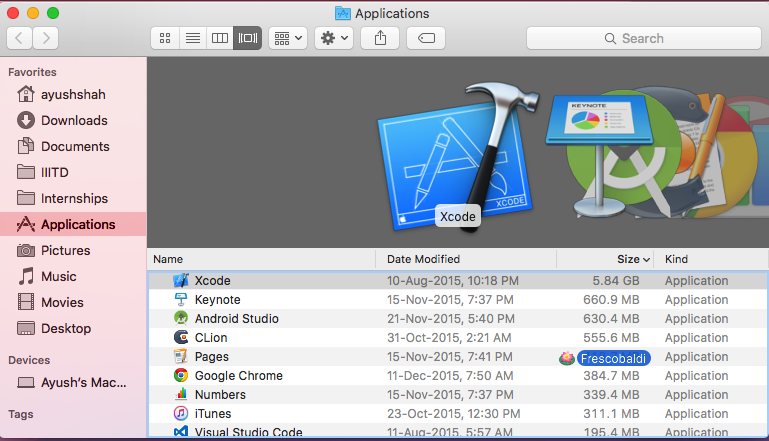 Applications
Search
Favorites
ayushshah
Downloads
Documents
IIITD
Internships
Applications
Pictures
Music
Movies
Desktop
Devices
Ayush's Mac...
Tags
KEYNOTE
XCODE
Xcode
Name Date Modified Size Kind
Xcode 10-Aug-2015, 10:18 PM 5.84 GB Application
Keynote 15-Nov-2015, 7:37 PM 660.9 MB Application
Android Studio 21-Nov-2015, 5:40 PM 630.4 MB Application
CLion 31-Oct-2015, 2:21 AM 555.6 MB Application
Pages 15-Nov-2015, 7:41 PM Frescobaldi Application
Google Chrome 11-Dec-2015, 7:50 AM 384.7 MB Application
Numbers 15-Nov-2015, 7:37 PM 339.4 MB Application
iTunes 23-Oct-2015, 12:30 PM 311.1 MB Application
Visual Studio Code 11-Aug-2015, 5:57 AM 195 MB Application